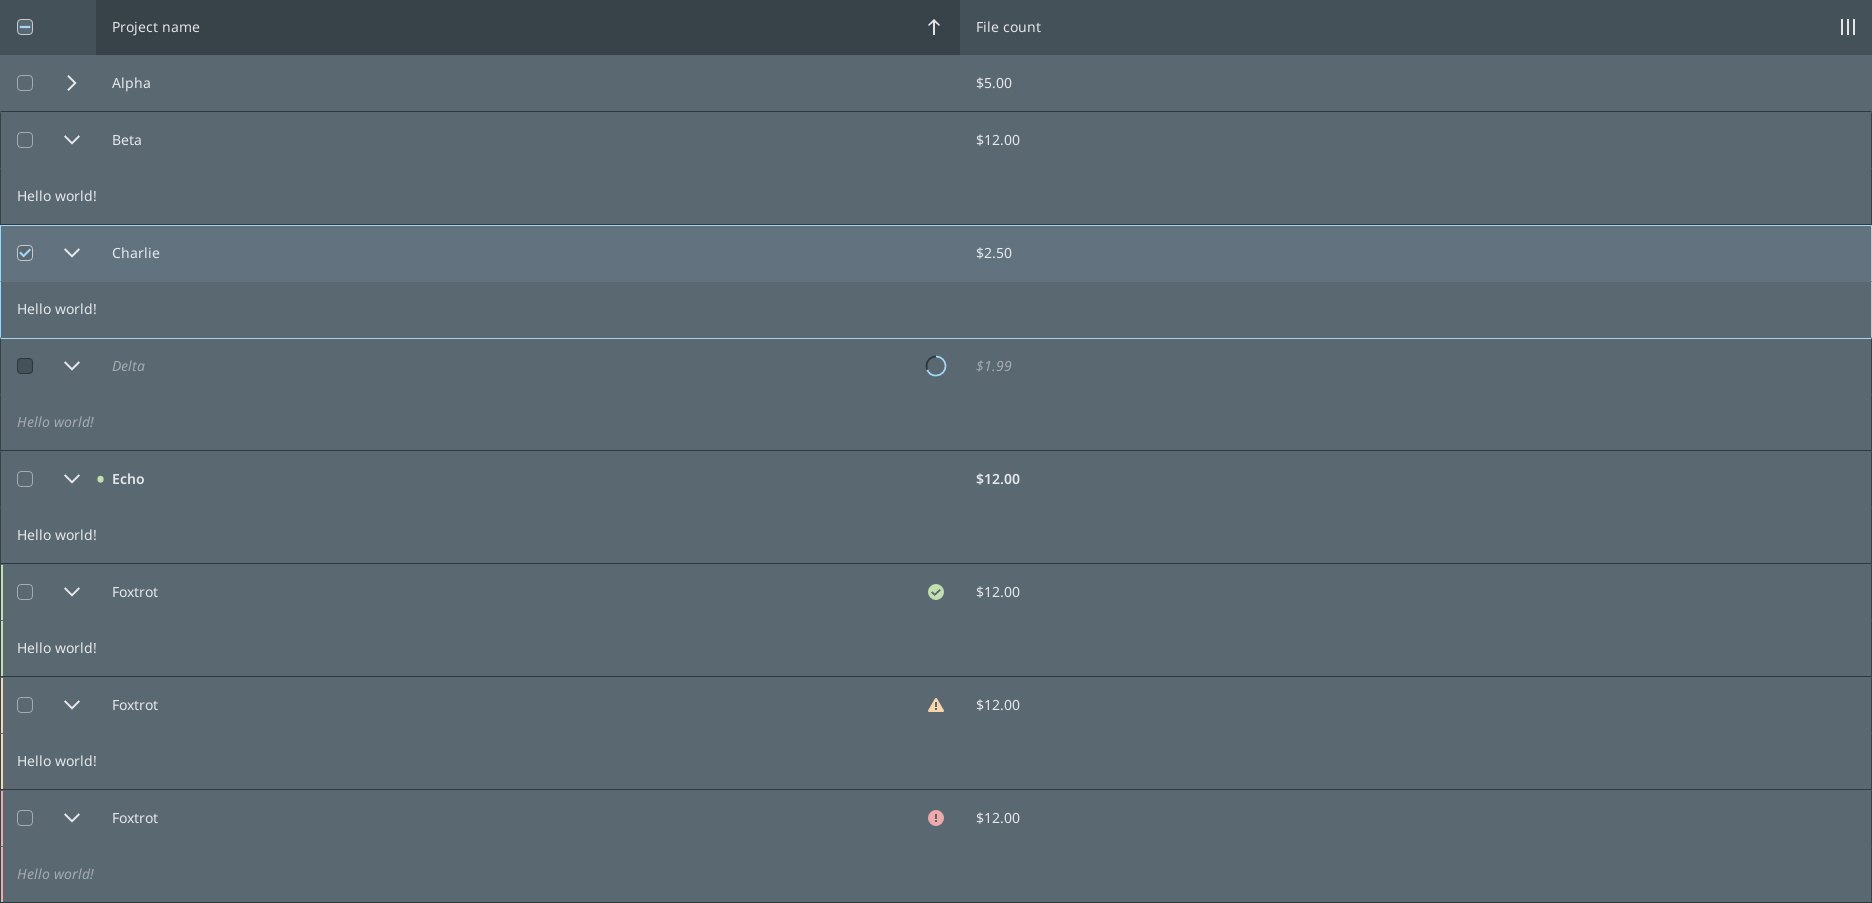 Project name File count
Alpha $5.00
Beta $12.00
Hello world!
Charlie $2.50
Hello world!
Delta $1.99
Hello world!
Echo $12.00
Hello world!
Foxtrot $12.00
Hello world!
Foxtrot $12.00
Hello world!
Foxtrot $12.00
Hello world!